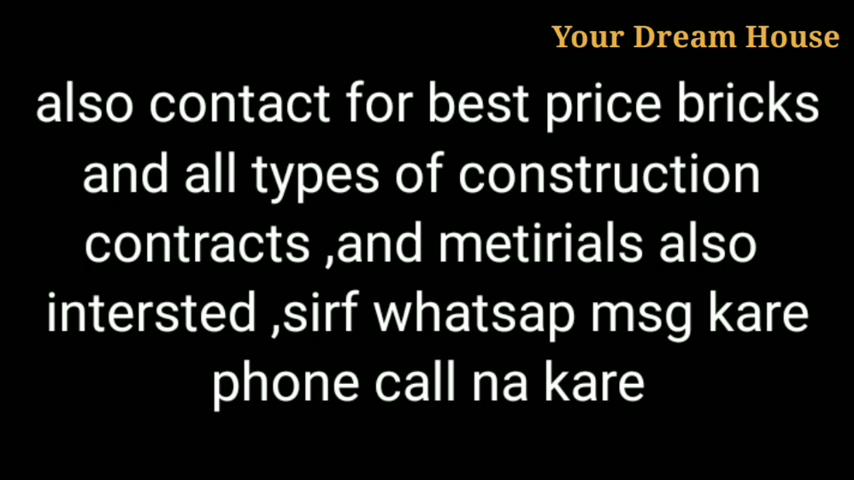 Your Dream House
also contact for best price bricks
and all types of construction
contracts ,and metirials also
intersted ,sirf whatsap msg kare
phone call na kare